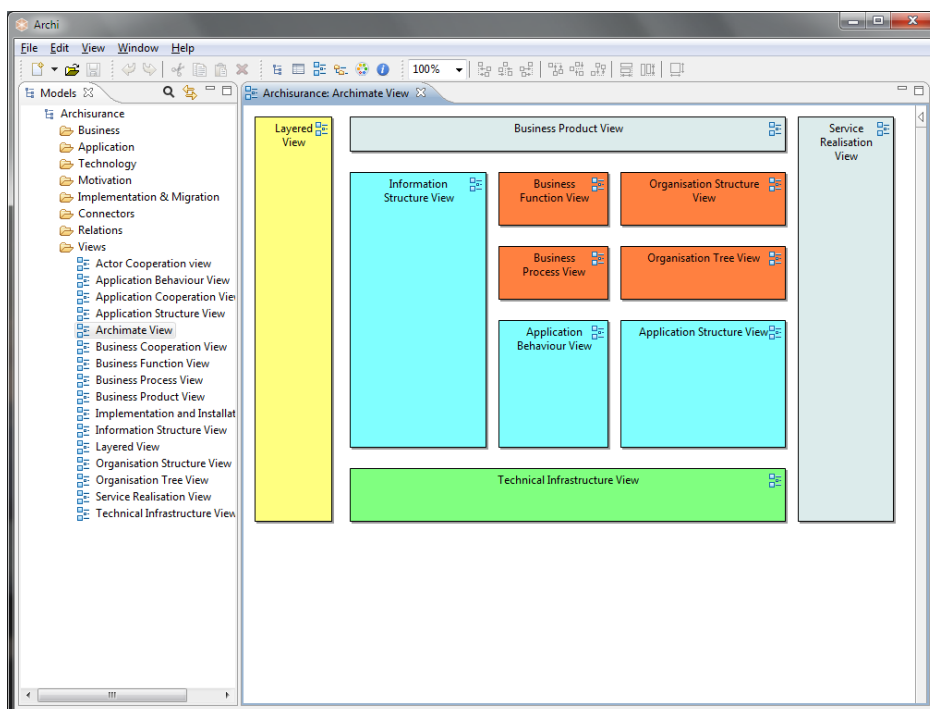 Archi
File Edit View Window Help
100%
Models
Archisurance
Business
Application
Technology
Motivation
Implementation & Migration
Connectors
Relations
Views
Actor Cooperation view
Application Behaviour View
Application Cooperation Vie
Application Structure View
Archimate View
Business Cooperation View
Business Function View
Business Process View
Business Product View
Implementation and Installat
Information Structure View
Layered View
Organisation Structure View
Organisation Tree View
Service Realisation View
Technical Infrastructure View
Archisurance: Archimate View
Layered
View
Business Product View
Service
Realisation
View
Information
Structure View
Business
Function View
Organisation Structure
View
Business
Process View
Organisation Tree View
Application
Behaviour View
Application Structure View
Technical Infrastructure View